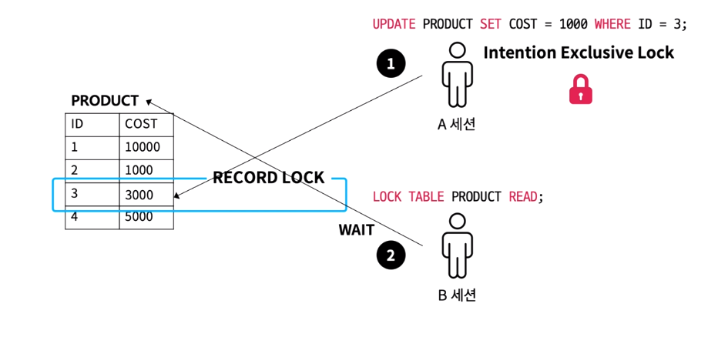 UPDATE PRODUCT SET COST = 1000 WHERE ID = 3;
Intention Exclusive Lock
1
A 세션
PRODUCT
ID COST
1 10000
2 1000
3 3000
4 5000
RECORD LOCK
LOCK TABLE PRODUCT READ;
WAIT
2
B 세션